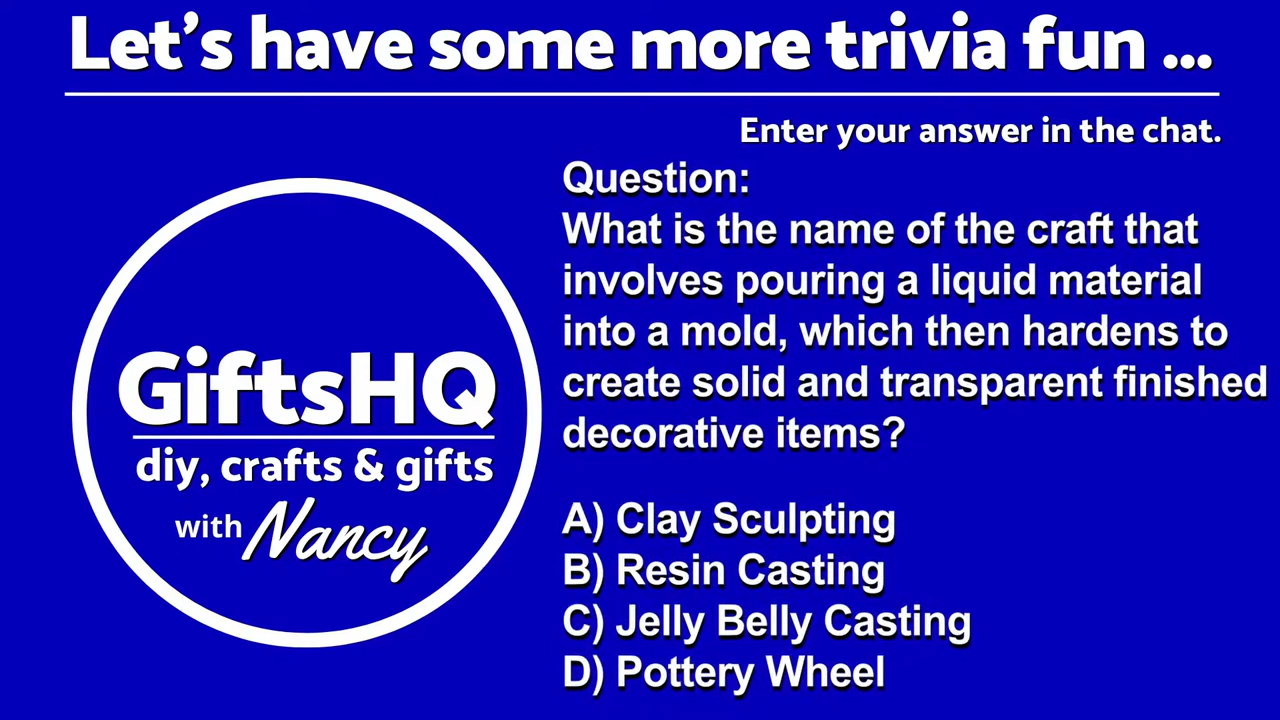 Let's have some more trivia fun ...
Enter your answer in the chat.
GiftsHQ
diy, crafts & gifts
with Nancy
Question:
What is the name of the craft that
involves pouring a liquid material
into a mold, which then hardens to
create solid and transparent finished
decorative items?
A) Clay Sculpting
B) Resin Casting
C) Jelly Belly Casting
D) Pottery Wheel